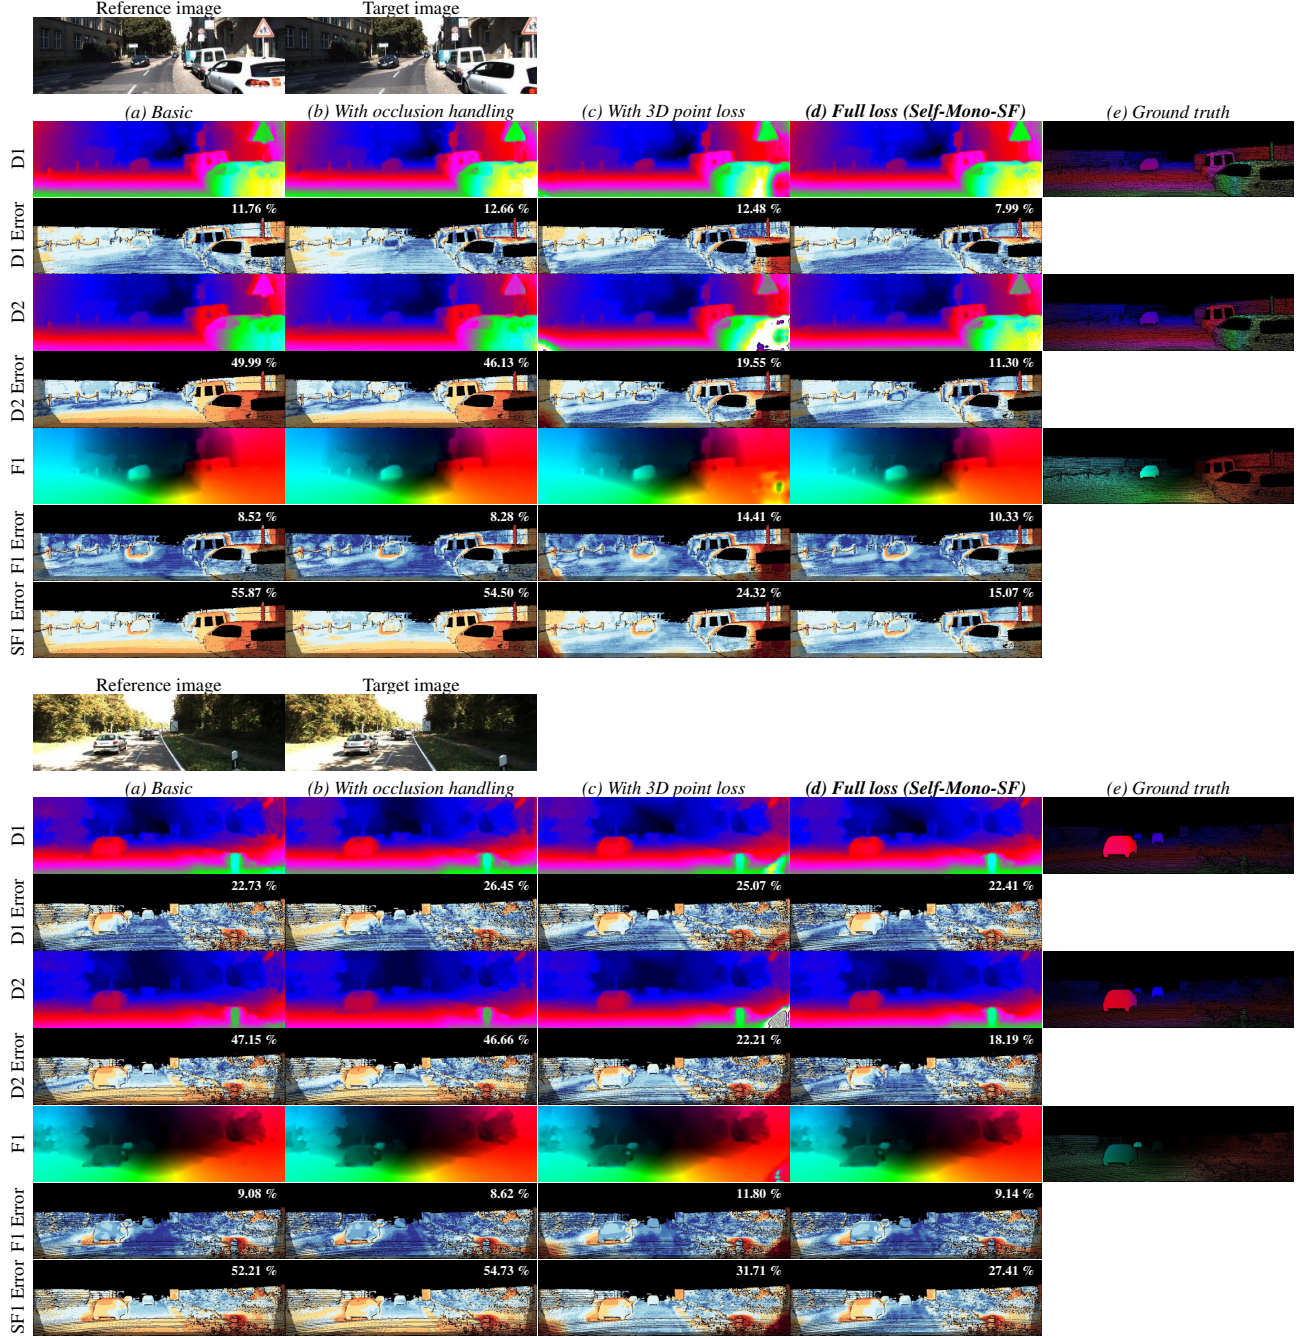 Reference image Target image
(a) Basic (b) With occlusion handling (c) With 3D point loss (d) Full loss (Self-Mono-SF) (e) Ground truth
D1
D1 Error 11.76 % 12.66 % 12.48 % 7.99 %
D2
D2 Error 49.99 % 46.13 % 19.55 % 11.30 %
F1
F1 Error 8.52 % 8.28 % 14.41 % 10.33 %
SF1 Error 55.87 % 54.50 % 24.32 % 15.07 %
Reference image Target image
(a) Basic (b) With occlusion handling (c) With 3D point loss (d) Full loss (Self-Mono-SF) (e) Ground truth
D1
D1 Error 22.73 % 26.45 % 25.07 % 22.41 %
D2
D2 Error 47.15 % 46.66 % 22.21 % 18.19 %
F1
F1 Error 9.08 % 8.62 % 11.80 % 9.14 %
SF1 Error 52.21 % 54.73 % 31.71 % 27.41 %